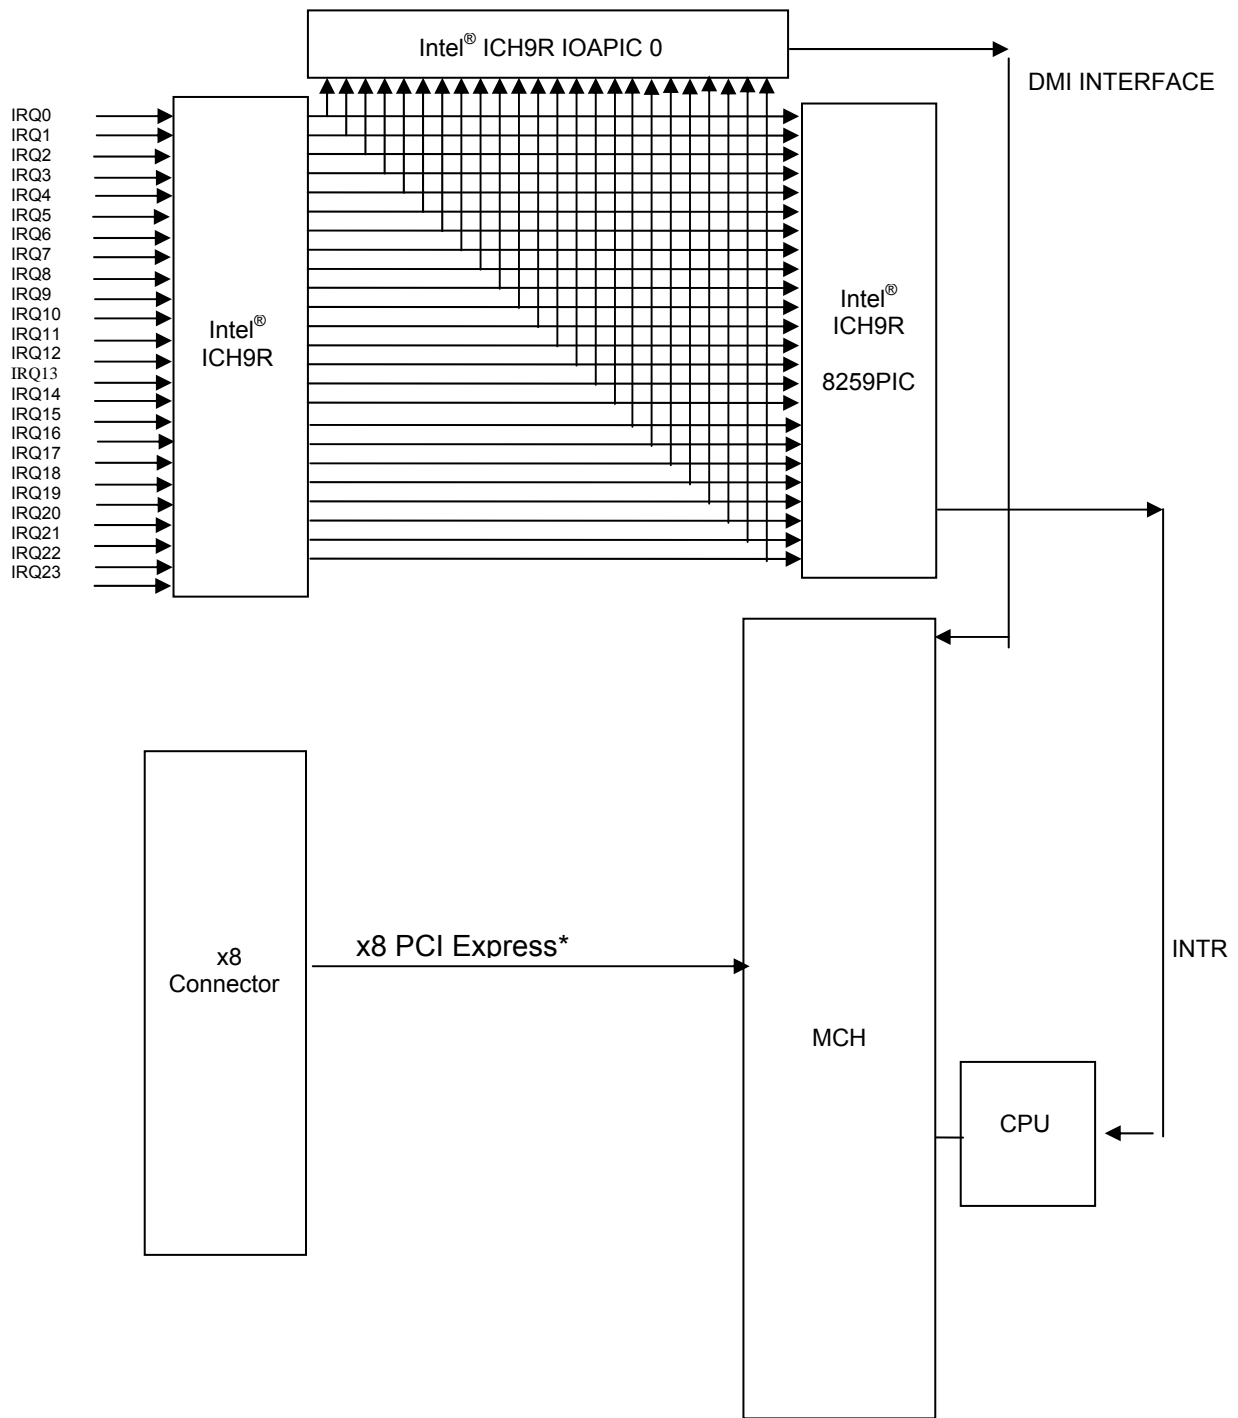 Intel® ICH9R IOAPIC 0
DMI INTERFACE
IRQ0
IRQ1
IRQ2
IRQ3
IRQ4
IRQ5
IRQ6
IRQ7
IRQ8
IRQ9
IRQ10
IRQ11
IRQ12
IRQ13
IRQ14
IRQ15
IRQ16
IRQ17
IRQ18
IRQ19
IRQ20
IRQ21
IRQ22
IRQ23
Intel®
ICH9R
Intel®
ICH9R
8259PIC
x8
Connector
x8 PCI Express*
MCH
INTR
CPU